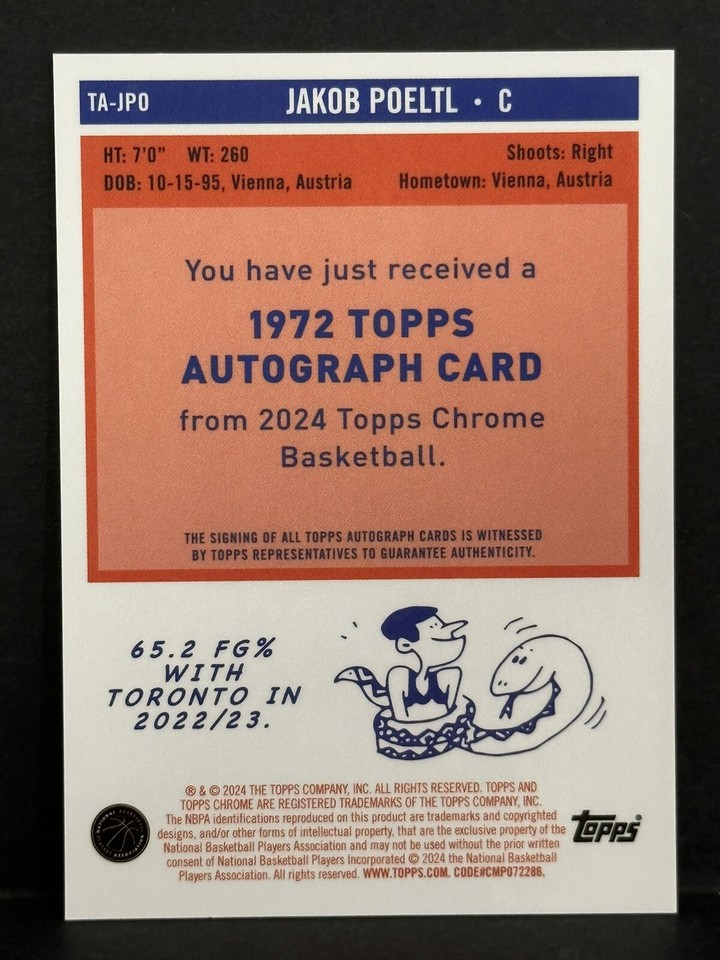 TA-JPO
JAKOB POELTL • C
HT: 7'0" WT: 260
Shoots: Right
DOB: 10-15-95, Vienna, Austria
Hometown: Vienna, Austria
You have just received a
1972 TOPPS
AUTOGRAPH CARD
from 2024 Topps Chrome
Basketball.
THE SIGNING OF ALL TOPPS AUTOGRAPH CARDS IS WITNESSED
BY TOPPS REPRESENTATIVES TO GUARANTEE AUTHENTICITY.
65.2 FG%
WITH
TORONTO IN
2022/23.
® & © 2024 THE TOPPS COMPANY, INC. ALL RIGHTS RESERVED. TOPPS AND
TOPPS CHROME ARE REGISTERED TRADEMARKS OF THE TOPPS COMPANY, INC.
The NBPA identifications reproduced on this product are trademarks and copyrighted
designs, and/or other forms of intellectual property, that are the exclusive property of the
National Basketball Players Association and may not be used without the prior written
consent of National Basketball Players Incorporated © 2024 the National Basketball
Players Association. All rights reserved. WWW.TOPPS.COM. CODE#CMP072286.
Topps®